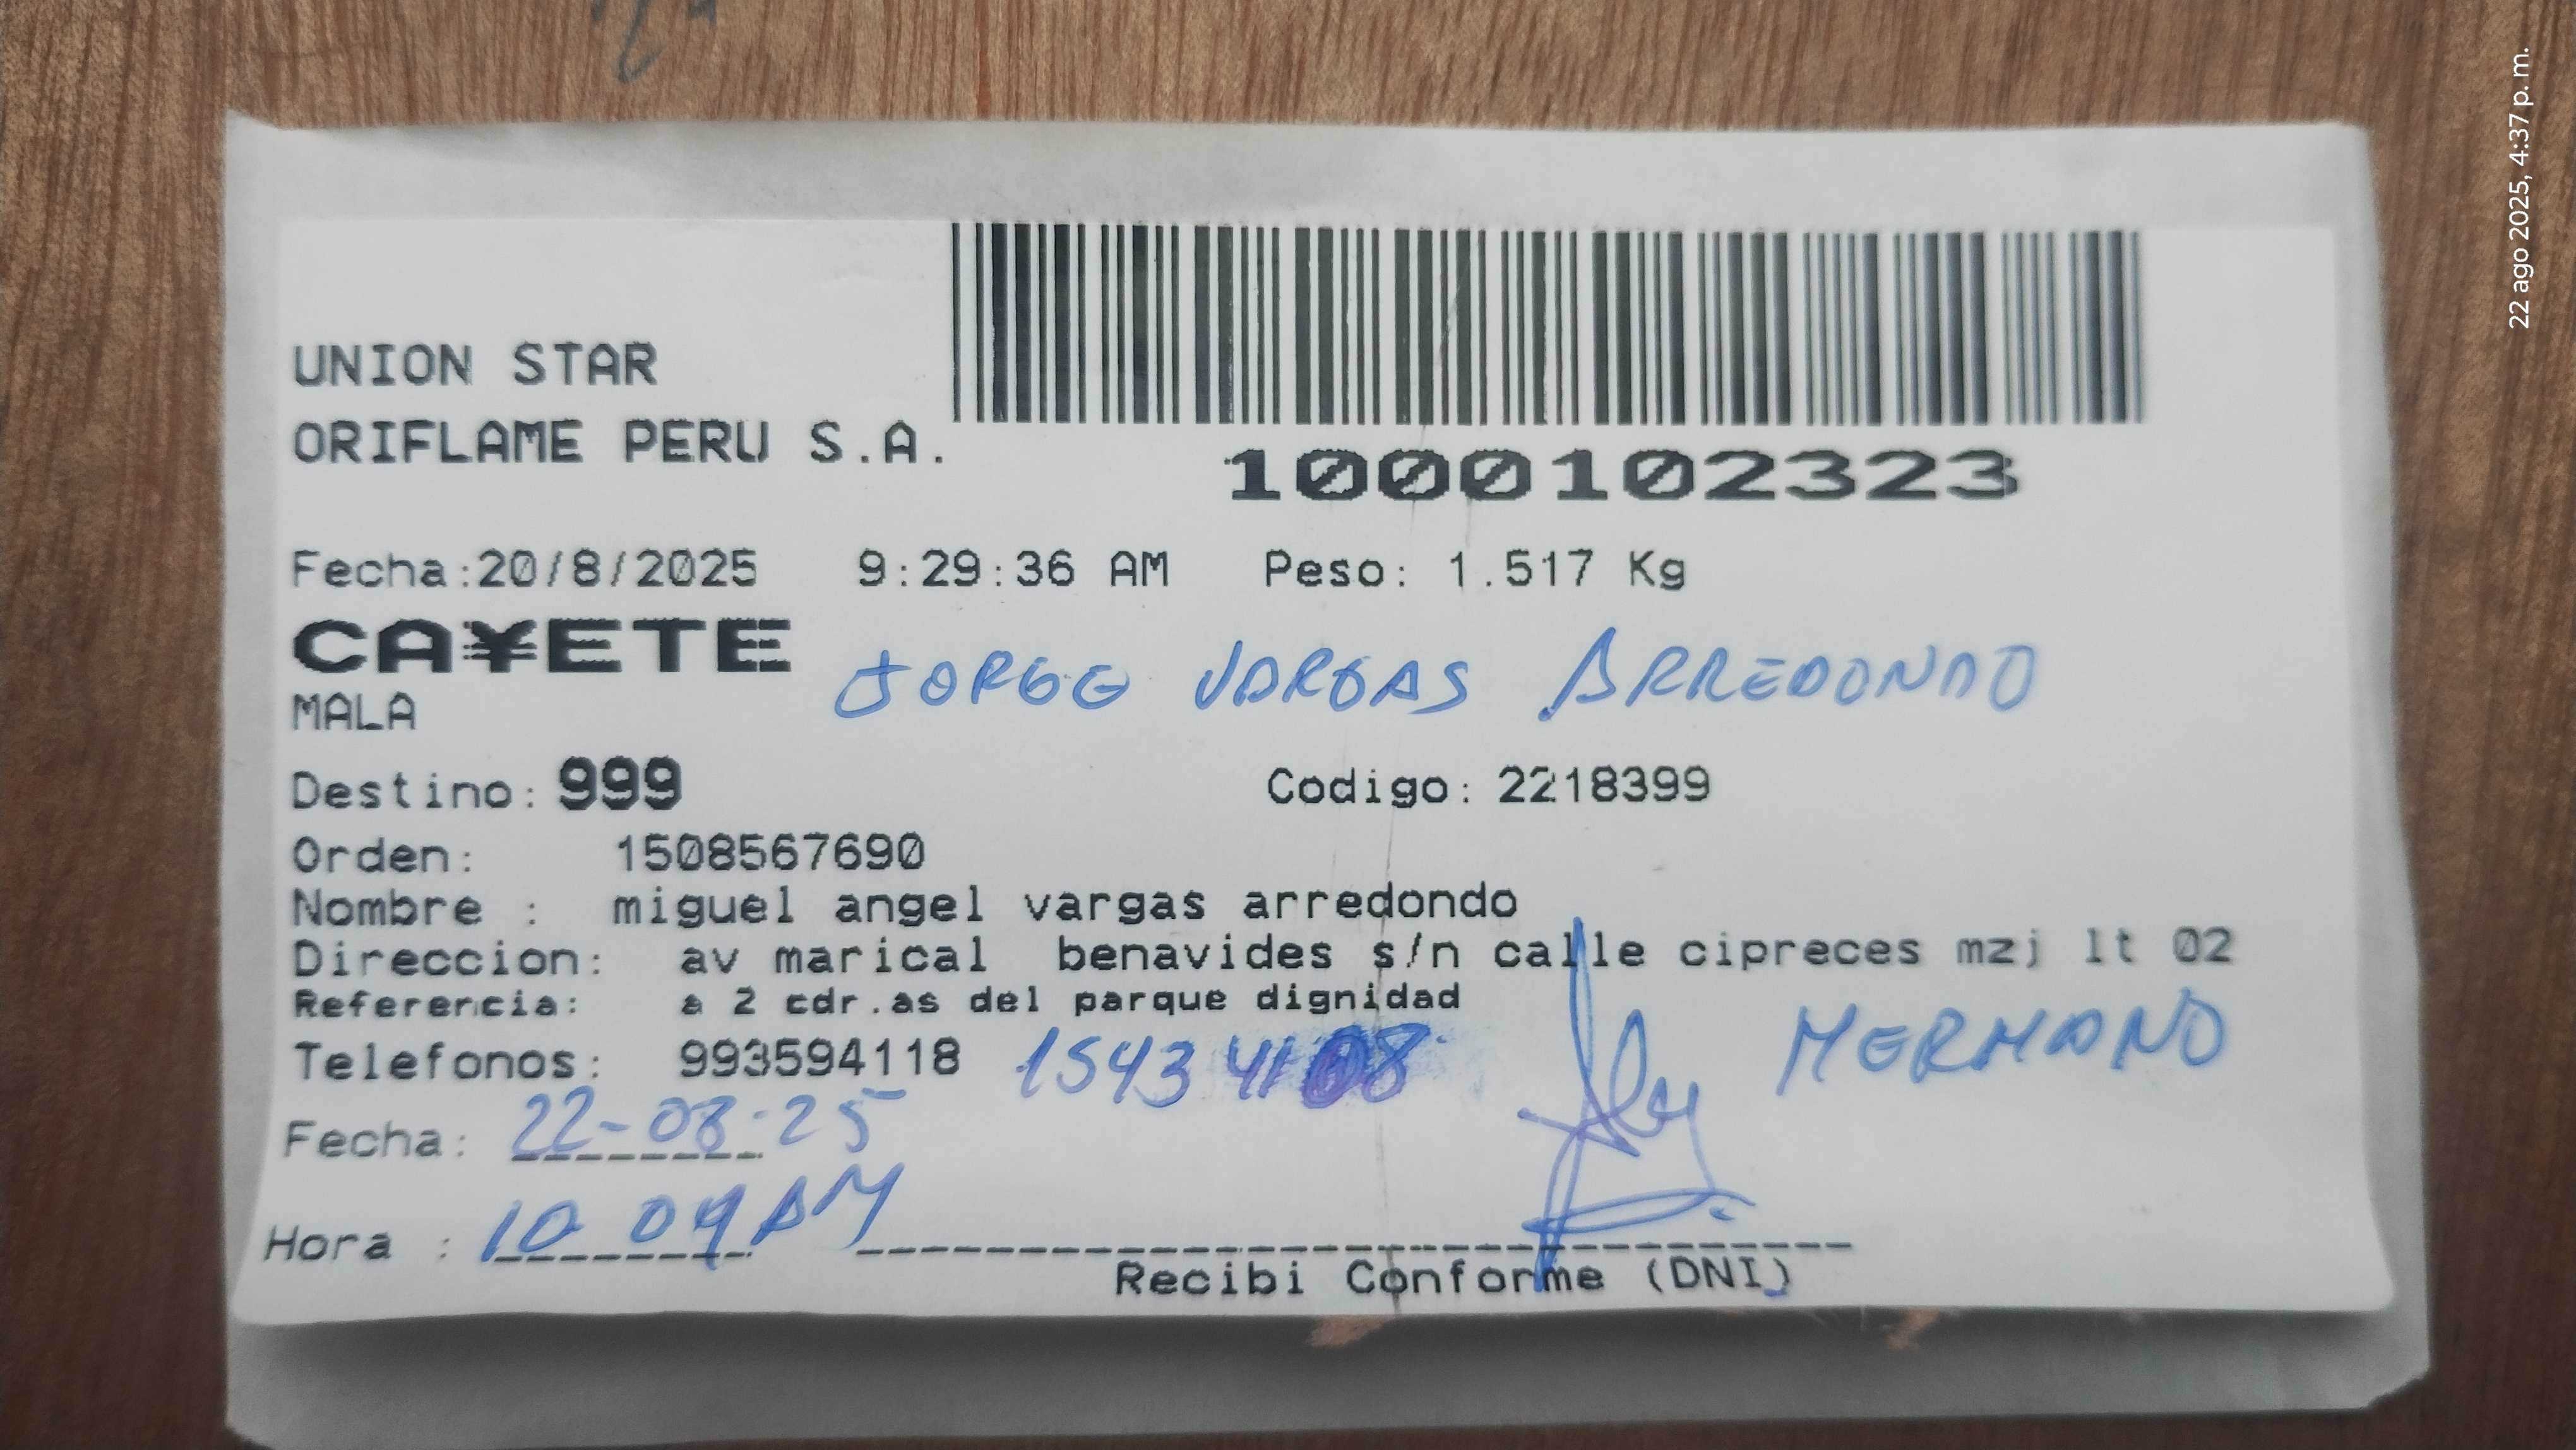 UNION STAR
ORIFLAME PERU S.A.
1000102323
Fecha:20/8/2025 9:29:36 AM Peso: 1.517 Kg
CA¥ETE
JORGE VARGAS ARREDONDO
MALA
Destino: 999 Codigo: 2218399
Orden: 1508567690
Nombre : miguel angel vargas arredondo
Direccion: av marical benavides s/n calle cipreces mzj lt 02
Referencia: a 2 cdr.as del parque dignidad
HERMANO
Telefonos: 993594118
Fecha: 22-08-25
Hora : 10 09 AM
Recibi Conforme (DNI)
22 ago 2025, 4:37 p. m.